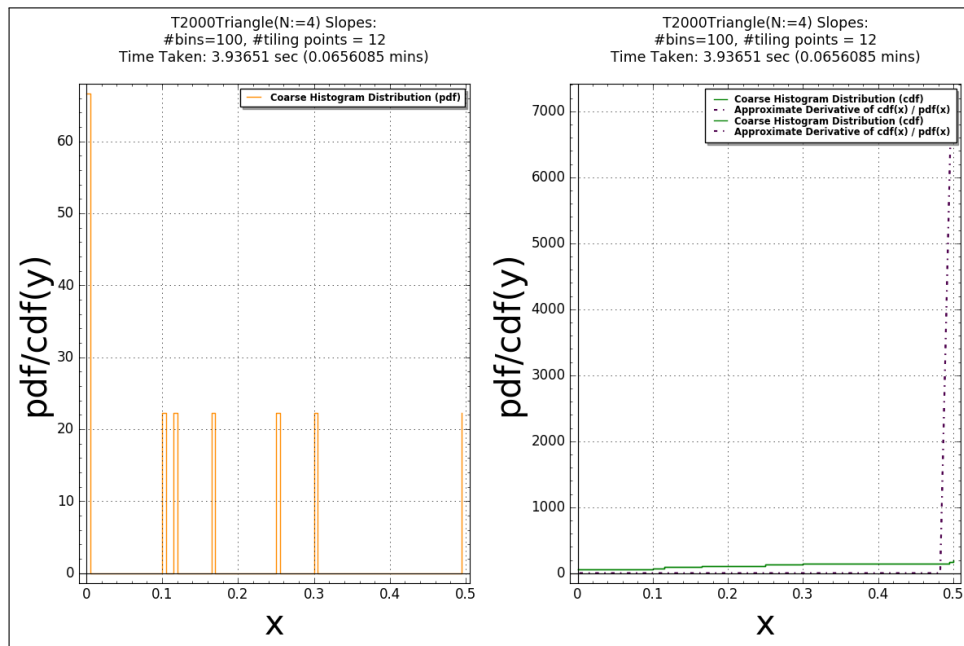 T2000Triangle(N:=4) Slopes:
#bins=100, #tiling points = 12
Time Taken: 3.93651 sec (0.0656085 mins)
Coarse Histogram Distribution (pdf)
pdf/cdf(y)
60
50
40
30
20
10
0
0
0.1
0.2
0.3
0.4
0.5
x
T2000Triangle(N:=4) Slopes:
#bins=100, #tiling points = 12
Time Taken: 3.93651 sec (0.0656085 mins)
Coarse Histogram Distribution (cdf)
Approximate Derivative of cdf(x) / pdf(x)
Coarse Histogram Distribution (cdf)
Approximate Derivative of cdf(x) / pdf(x)
pdf/cdf(y)
7000
6000
5000
4000
3000
2000
1000
0
0
0.1
0.2
0.3
0.4
0.5
x